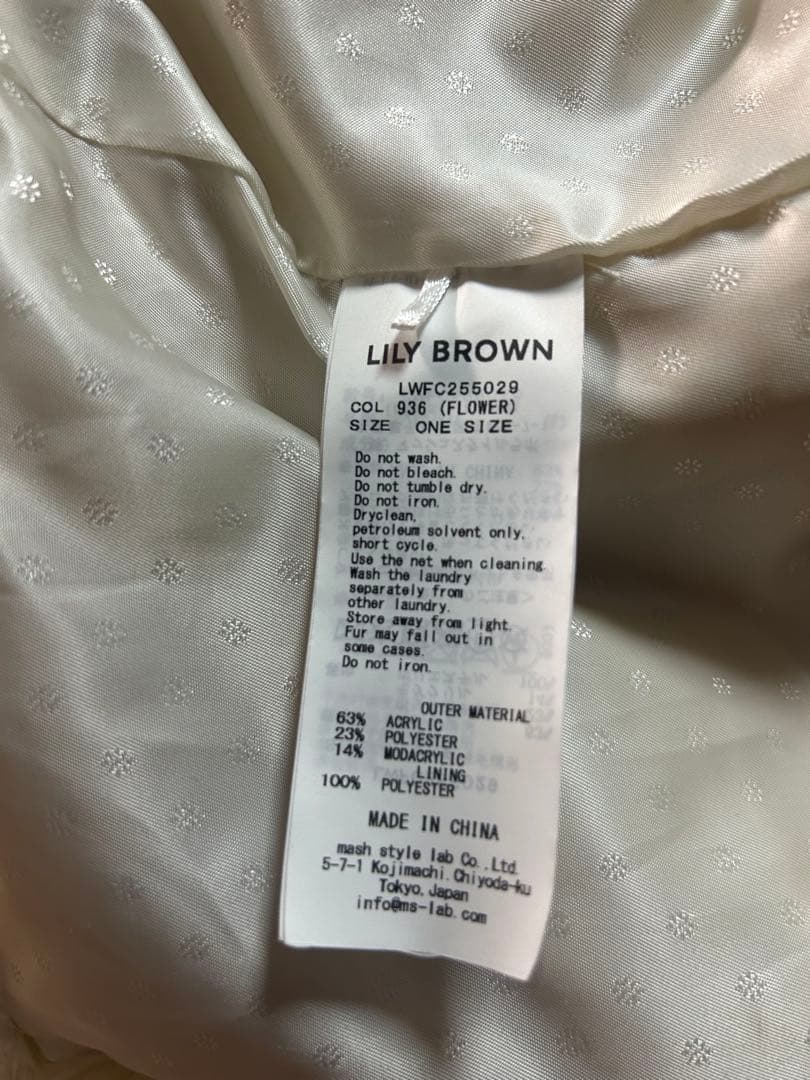 LILY BROWN
LWFC255029
COL 936 (FLOWER)
SIZE ONE SIZE
Do not wash.
Do not bleach.
Do not tumble dry.
Do not iron.
Dryclean,
petroleum solvent only,
short cycle.
Use the net when cleaning.
Wash the laundry
separately from
other laundry.
Store away from light.
Fur may fall out in
some cases.
Do not iron.
OUTER MATERIAL
63% ACRYLIC
23% POLYESTER
14% MODACRYLIC
LINING
100% POLYESTER
MADE IN CHINA
mash style lab Co.,Ltd.
5-7-1 Kojimachi,Chiyoda-ku
Tokyo,Japan
info@ms-lab.com